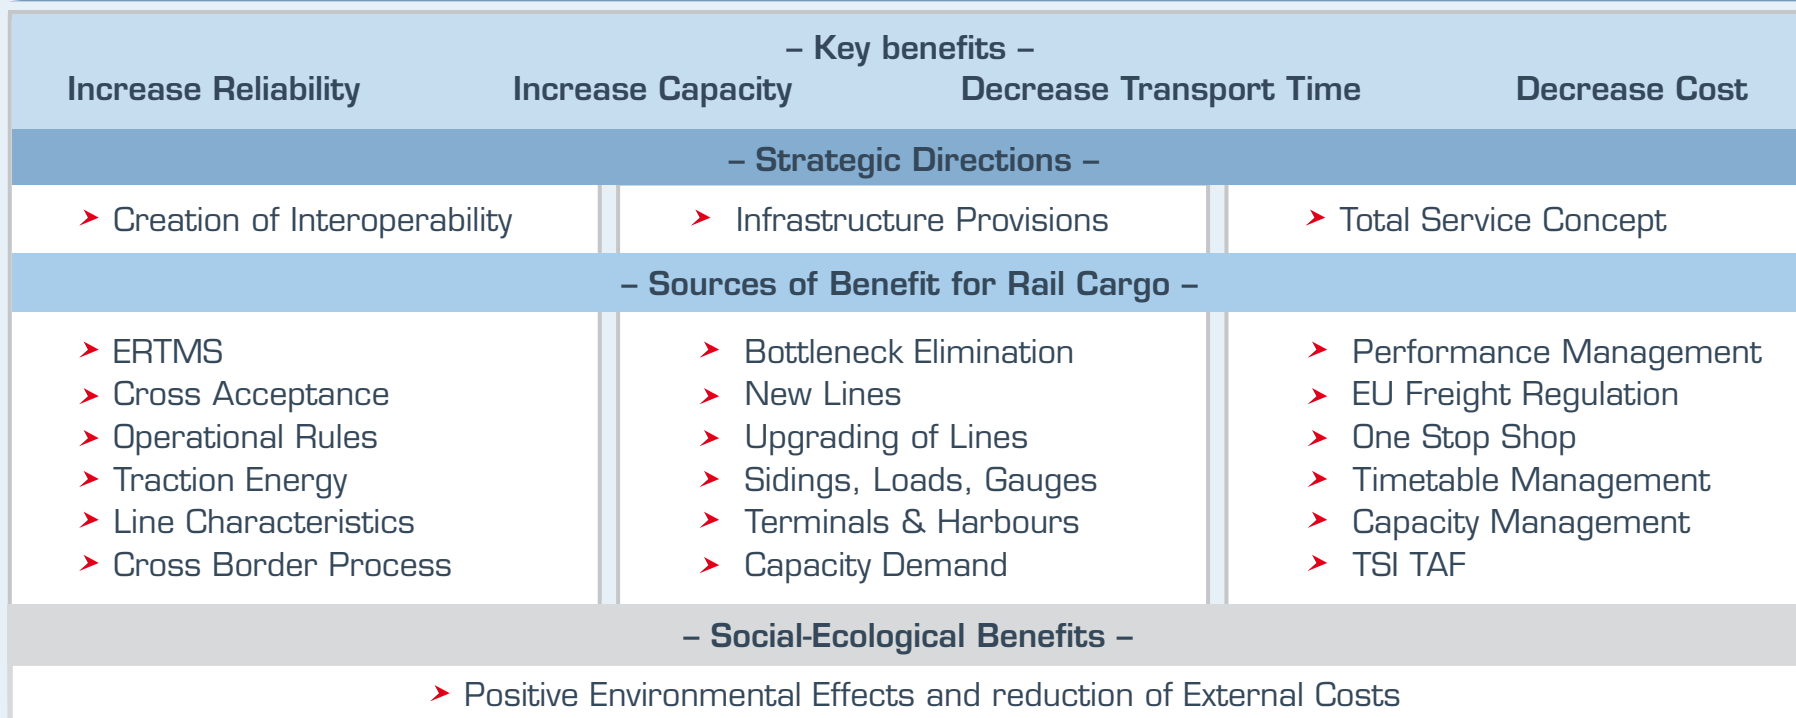 – Key benefits –
Increase Reliability Increase Capacity Decrease Transport Time Decrease Cost
– Strategic Directions –
Creation of Interoperability Infrastructure Provisions Total Service Concept
– Sources of Benefit for Rail Cargo –
ERTMS
Cross Acceptance
Operational Rules
Traction Energy
Line Characteristics
Cross Border Process
Bottleneck Elimination
New Lines
Upgrading of Lines
Sidings, Loads, Gauges
Terminals & Harbours
Capacity Demand
Performance Management
EU Freight Regulation
One Stop Shop
Timetable Management
Capacity Management
TSI TAF
– Social-Ecological Benefits –
Positive Environmental Effects and reduction of External Costs